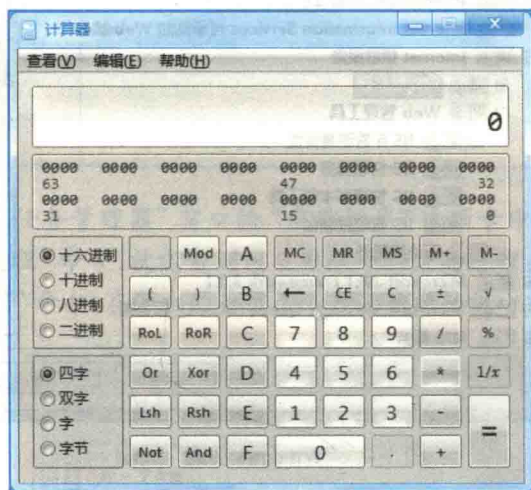 计算器
查看(V) 编辑(E) 帮助(H)
0
0000 0000 0000 0000 0000 0000 0000 0000
63 47 32
0000 0000 0000 0000 0000 0000 0000 0000
31 15 0
十六进制
十进制
八进制
二进制
四字
双字
字
字节
Mod A MC MR MS M+ M-
( ) B ← CE C ± √
RoL RoR C 7 8 9 / %
Or Xor D 4 5 6 * 1/x
Lsh Rsh E 1 2 3 - =
Not And F 0 . +